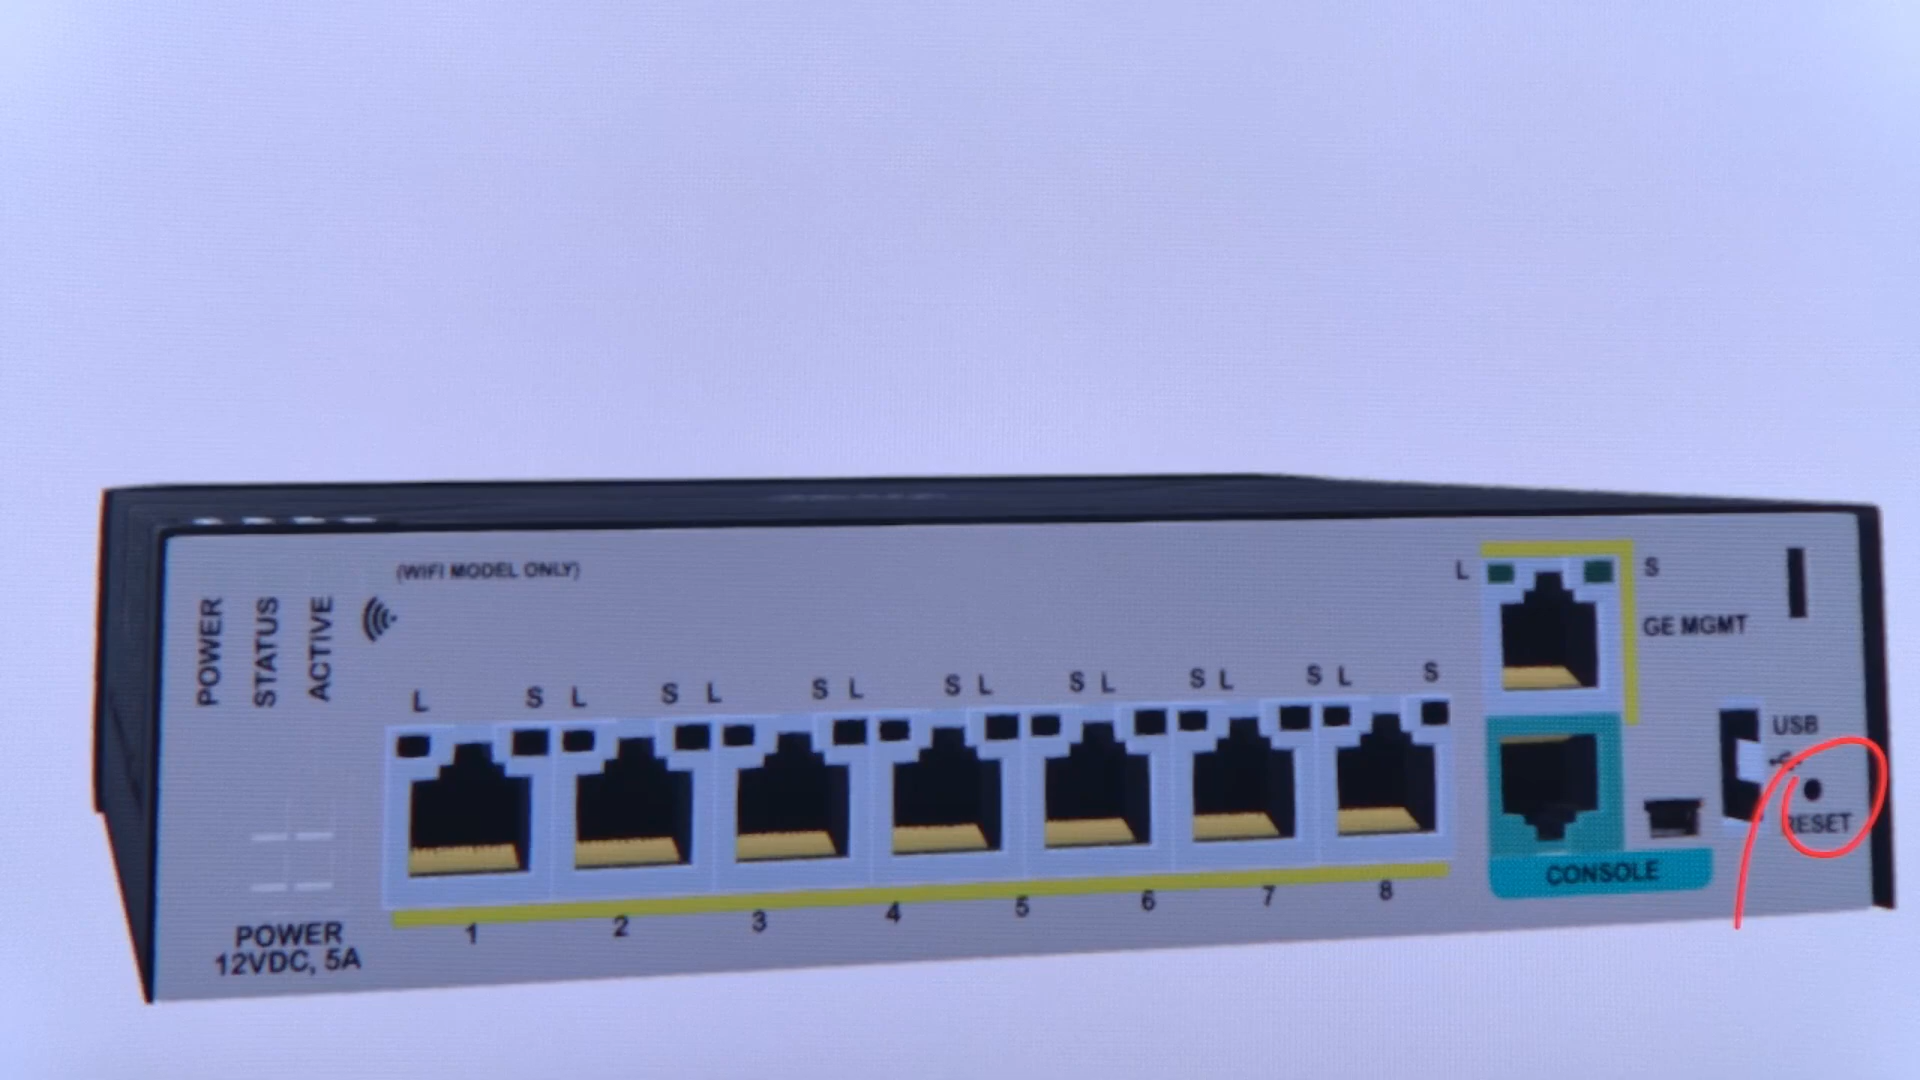 (WIFI MODEL ONLY)
POWER
STATUS
ACTIVE
L S L S L S L S L S L S L S
L S
GE MGMT
USB
RESET
CONSOLE
1 2 3 4 5 6 7 8
POWER
12VDC, 5A